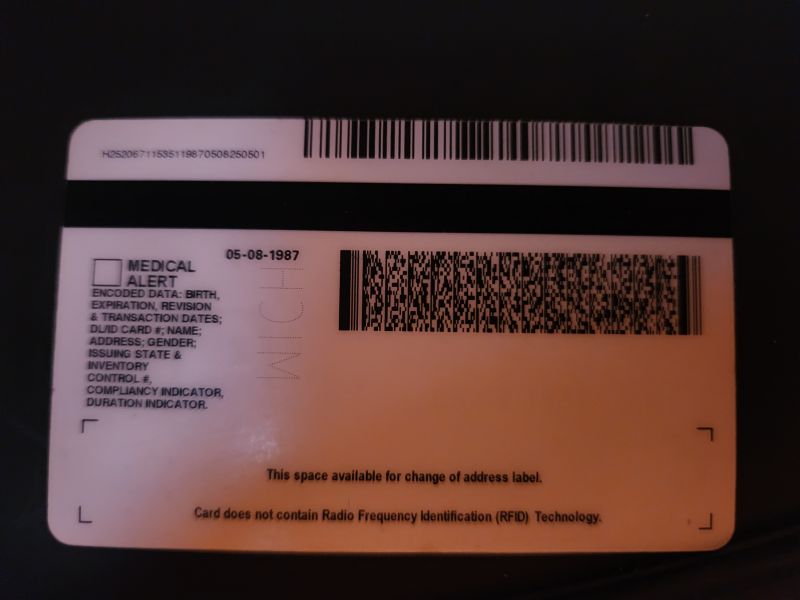 H25206711535119870508250501
05-08-1987
MEDICAL
ALERT
ENCODED DATA: BIRTH,
EXPIRATION, REVISION
& TRANSACTION DATES;
DL/ID CARD #; NAME;
ADDRESS; GENDER;
ISSUING STATE &
INVENTORY
CONTROL #,
COMPLIANCY INDICATOR,
DURATION INDICATOR.
MICH
This space available for change of address label.
Card does not contain Radio Frequency Identification (RFID) Technology.